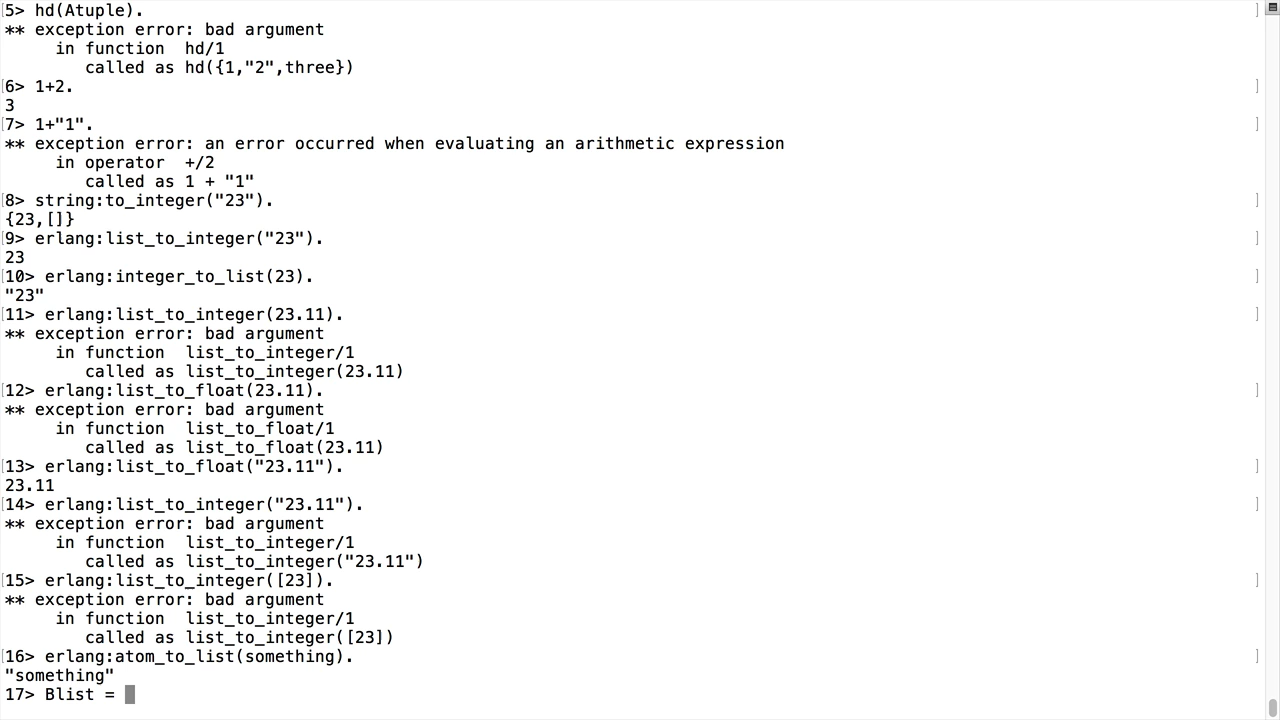 [5> hd(Atuple). ]
** exception error: bad argument
     in function  hd/1
        called as hd({1,"2",three})
[6> 1+2. ]
3
[7> 1+"1". ]
** exception error: an error occurred when evaluating an arithmetic expression
     in operator  +/2
        called as 1 + "1"
[8> string:to_integer("23"). ]
{23,[]}
[9> erlang:list_to_integer("23"). ]
23
[10> erlang:integer_to_list(23). ]
"23"
[11> erlang:list_to_integer(23.11). ]
** exception error: bad argument
     in function  list_to_integer/1
        called as list_to_integer(23.11)
[12> erlang:list_to_float(23.11). ]
** exception error: bad argument
     in function  list_to_float/1
        called as list_to_float(23.11)
[13> erlang:list_to_float("23.11"). ]
23.11
[14> erlang:list_to_integer("23.11"). ]
** exception error: bad argument
     in function  list_to_integer/1
        called as list_to_integer("23.11")
[15> erlang:list_to_integer([23]). ]
** exception error: bad argument
     in function  list_to_integer/1
        called as list_to_integer([23])
[16> erlang:atom_to_list(something). ]
"something"
17> Blist =